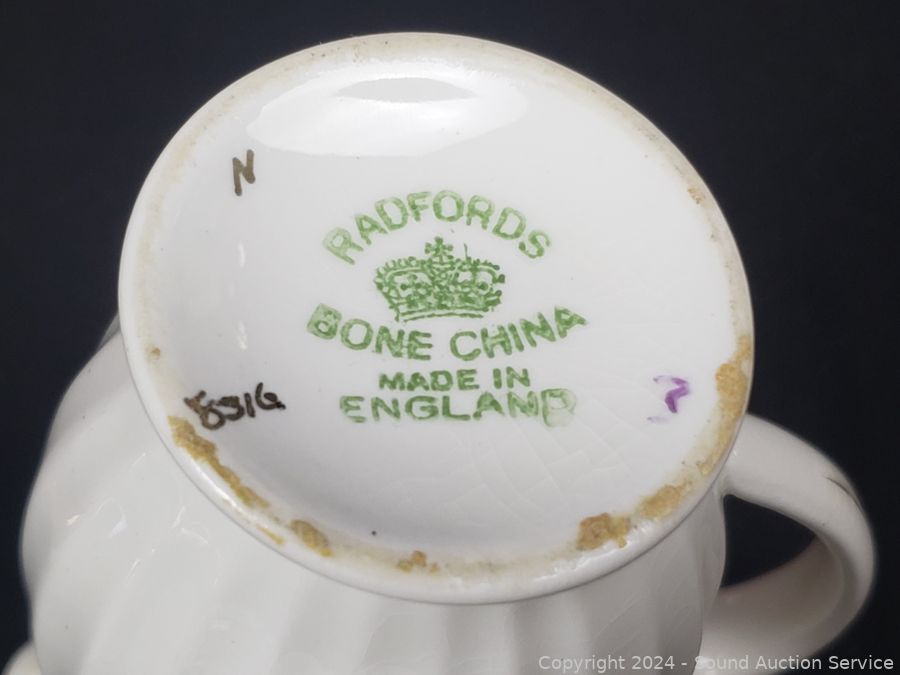 N
RADFORDS
BONE CHINA
MADE IN
ENGLAND
8316
Copyright 2024 - Sound Auction Service